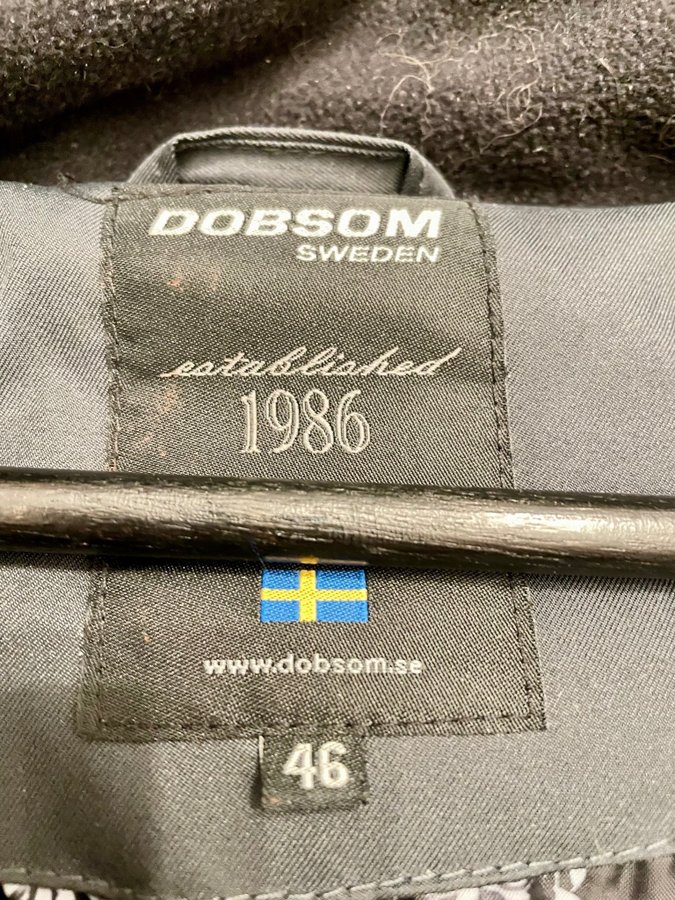 DOBSOM
SWEDEN
established
1986
www.dobsom.se
46